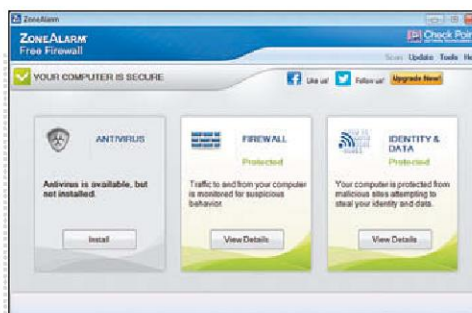 ZoneAlarm
ZONEALARM
Free Firewall
Check Point
Scan Update Tools He
YOUR COMPUTER IS SECURE
Like us! Follow us! Upgrade Now!
ANTIVIRUS
Antivirus is available, but
not installed.
Install
FIREWALL
Protected
Traffic to and from your computer
is monitored for suspicious
behavior.
View Details
IDENTITY &
DATA
Protected
Your computer is protected from
malicious sites attempting to
steal your identity and data.
View Details